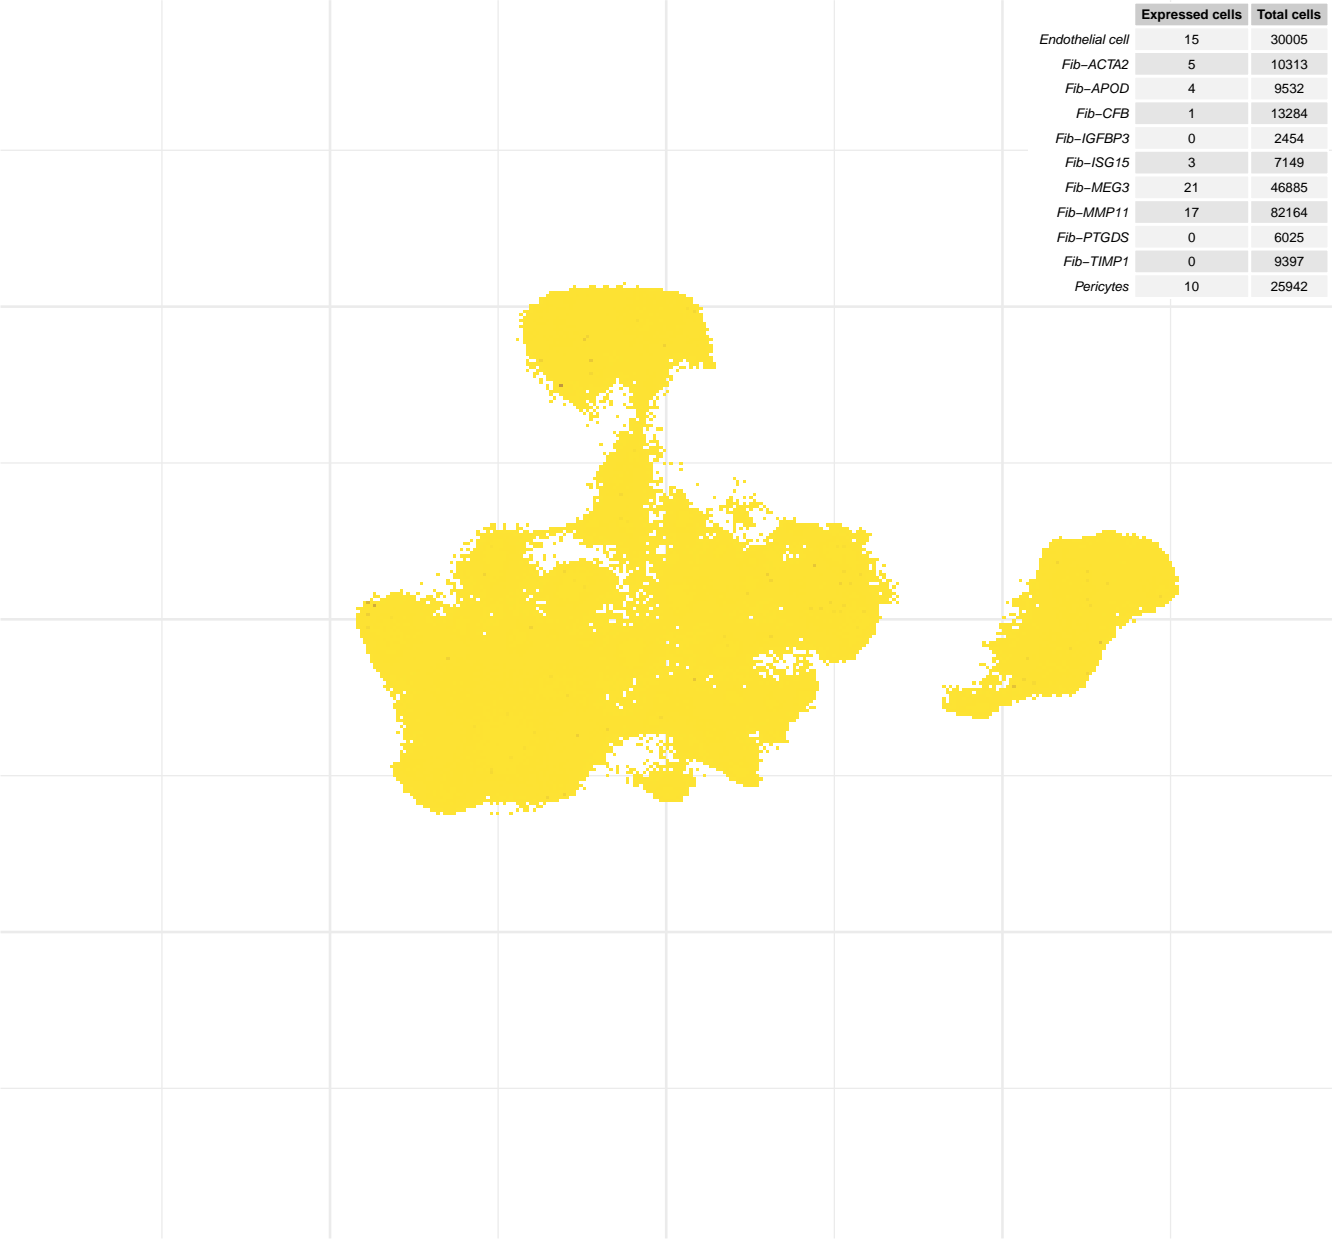 Expressed cells Total cells
Endothelial cell 15 30005
Fib−ACTA2 5 10313
Fib−APOD 4 9532
Fib−CFB 1 13284
Fib−IGFBP3 0 2454
Fib−ISG15 3 7149
Fib−MEG3 21 46885
Fib−MMP11 17 82164
Fib−PTGDS 0 6025
Fib−TIMP1 0 9397
Pericytes 10 25942